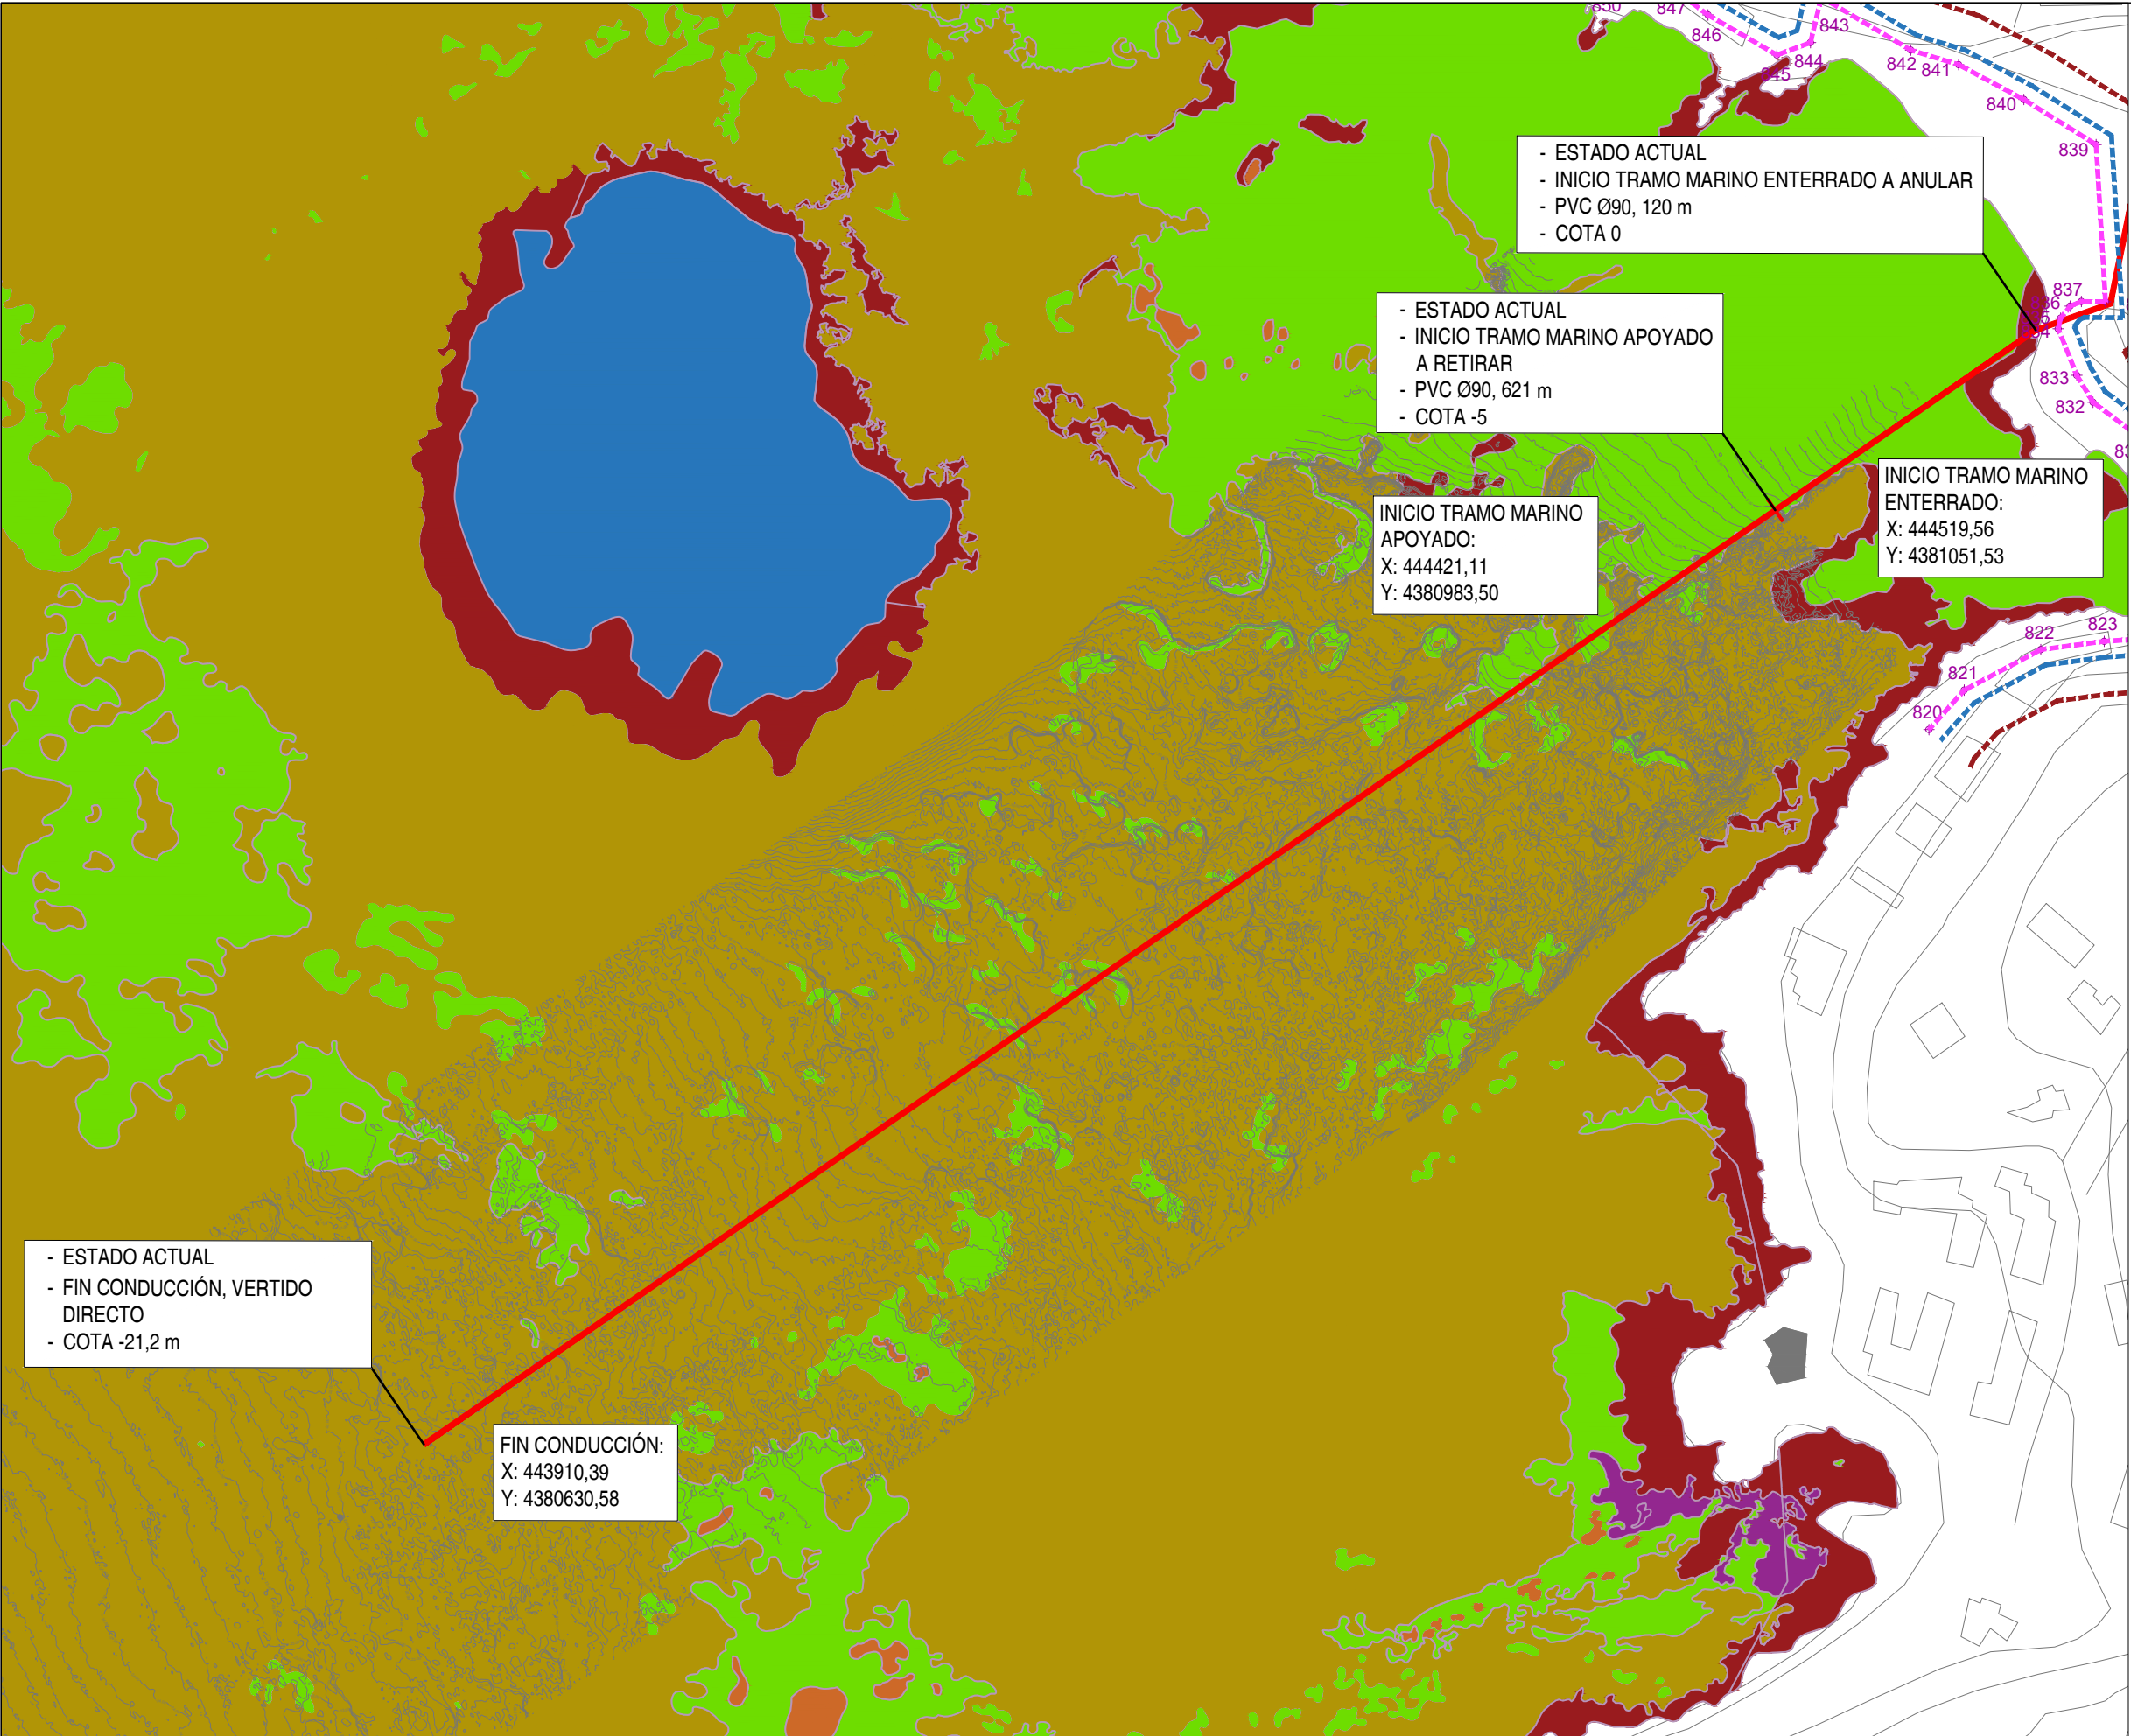 850
847
846
845
844
843
842
841
840
839
- ESTADO ACTUAL
- INICIO TRAMO MARINO ENTERRADO A ANULAR
- PVC Ø90, 120 m
- COTA 0
837
836
833
832
- ESTADO ACTUAL
- INICIO TRAMO MARINO APOYADO
A RETIRAR
- PVC Ø90, 621 m
- COTA -5
INICIO TRAMO MARINO
ENTERRADO:
X: 444519,56
Y: 4381051,53
INICIO TRAMO MARINO
APOYADO:
X: 444421,11
Y: 4380983,50
823
822
821
820
- ESTADO ACTUAL
- FIN CONDUCCIÓN, VERTIDO
DIRECTO
- COTA -21,2 m
FIN CONDUCCIÓN:
X: 443910,39
Y: 4380630,58